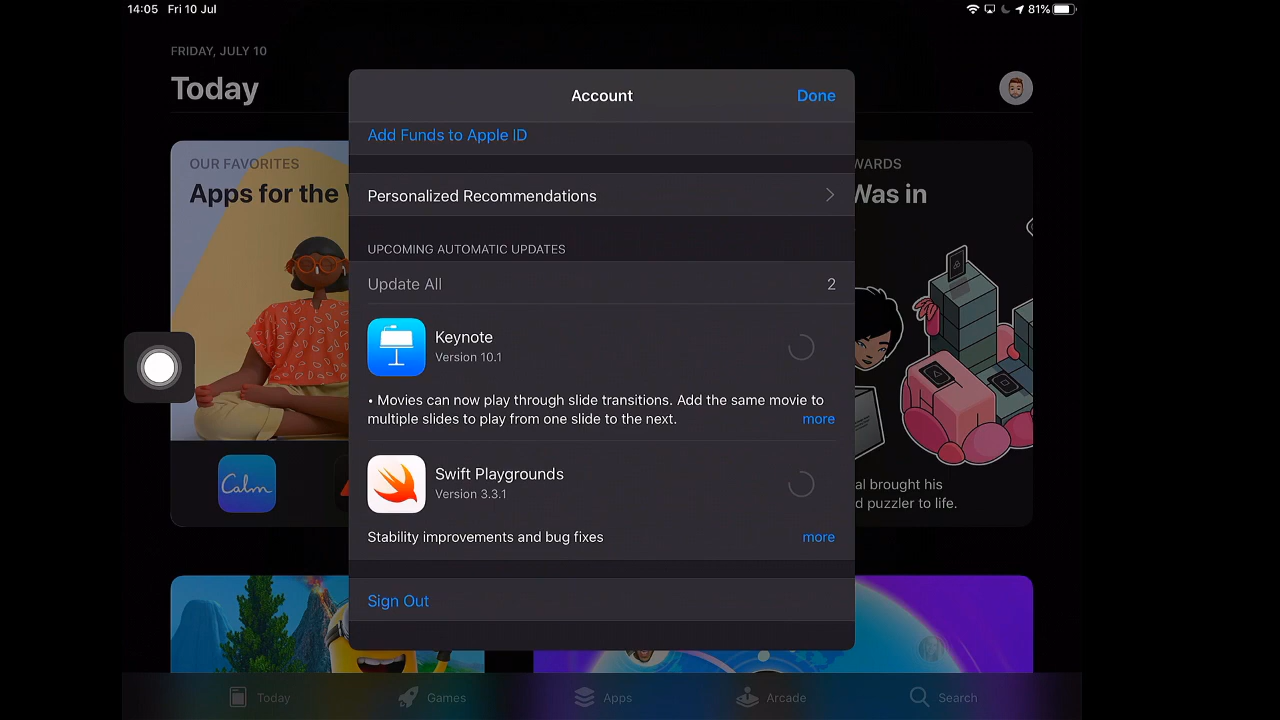 14:05 Fri 10 Jul
81%
FRIDAY, JULY 10
Today
Account
Done
Add Funds to Apple ID
OUR FAVORITES
WARDS
Apps for the
Was in
Personalized Recommendations
UPCOMING AUTOMATIC UPDATES
Update All
2
Keynote
Version 10.1
• Movies can now play through slide transitions. Add the same movie to
multiple slides to play from one slide to the next.
more
Calm
Swift Playgrounds
Version 3.3.1
al brought his
d puzzler to life.
Stability improvements and bug fixes
more
Sign Out
Today
Games
Apps
Arcade
Search